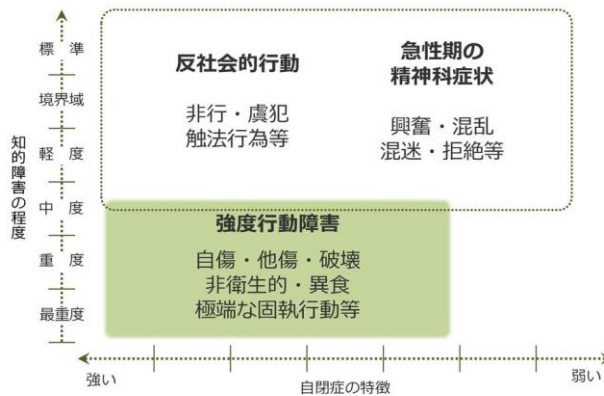 標 準
境界域
軽 度
中 度
重 度
最重度
知的障害の程度
反社会的行動
非行・虞犯
触法行為等
急性期の
精神科症状
興奮・混乱
混迷・拒絶等
強度行動障害
自傷・他傷・破壊
非衛生的・異食
極端な固執行動等
強い
自閉症の特徴
弱い